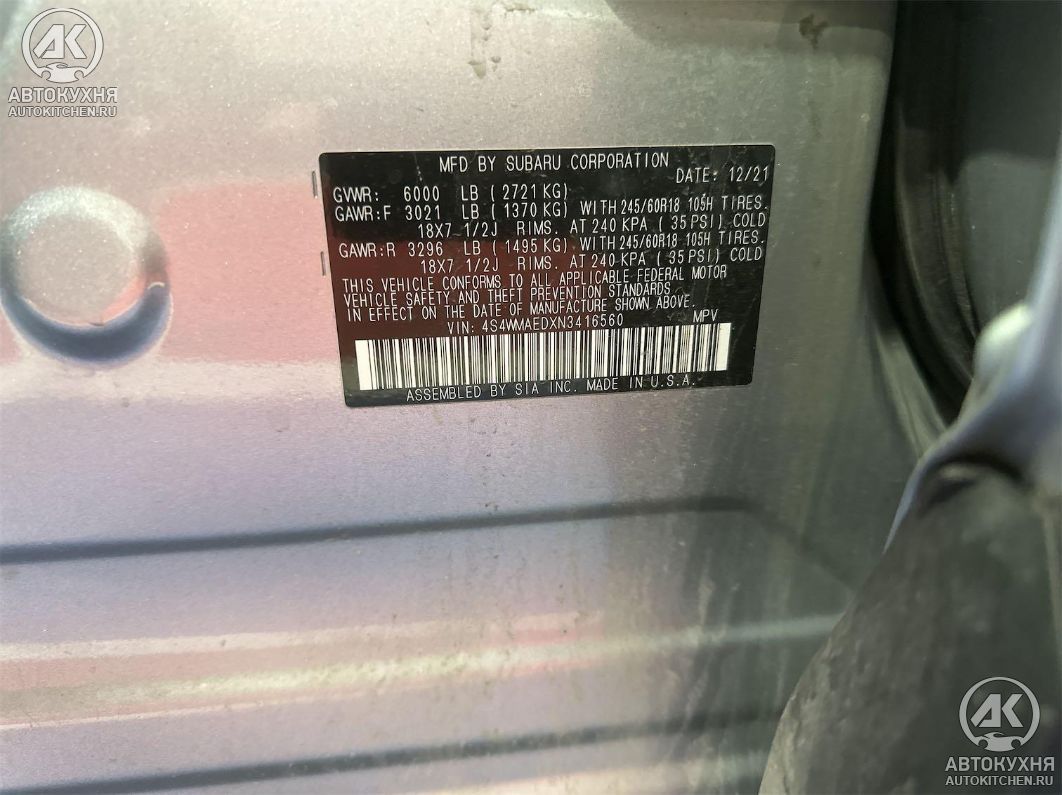 АК
АВТОКУХНЯ
AUTOKITCHEN.RU
MFD BY SUBARU CORPORATION
DATE: 12/21
GVWR: 6000 LB ( 2721 KG)
GAWR:F 3021 LB ( 1370 KG) WITH 245/60R18 105H TIRES.
18X7 1/2J RIMS. AT 240 KPA ( 35 PSI) COLD
GAWR:R 3296 LB ( 1495 KG) WITH 245/60R18 105H TIRES.
18X7 1/2J RIMS. AT 240 KPA ( 35 PSI) COLD
THIS VEHICLE CONFORMS TO ALL APPLICABLE FEDERAL MOTOR
VEHICLE SAFETY AND THEFT PREVENTION STANDARDS
IN EFFECT ON THE DATE OF MANUFACTURE SHOWN ABOVE.
VIN: 4S4WMAEDXN3416560 MPV
ASSEMBLED BY SIA INC. MADE IN U.S.A.
АК
АВТОКУХНЯ
AUTOKITCHEN.RU